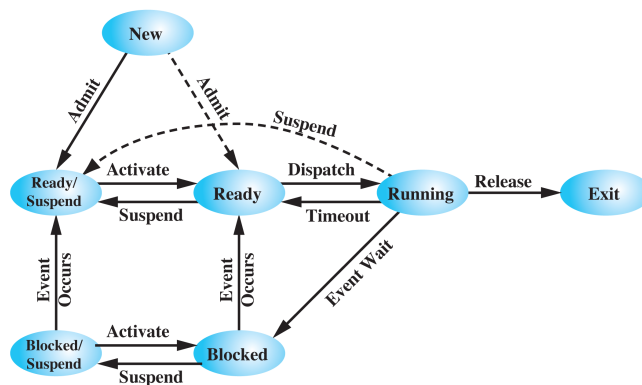 New
Admit
Admit
Suspend
Ready/
Suspend
Activate
Suspend
Ready
Dispatch
Timeout
Running
Release
Exit
Event
Occurs
Event
Occurs
Event Wait
Blocked/
Suspend
Activate
Suspend
Blocked